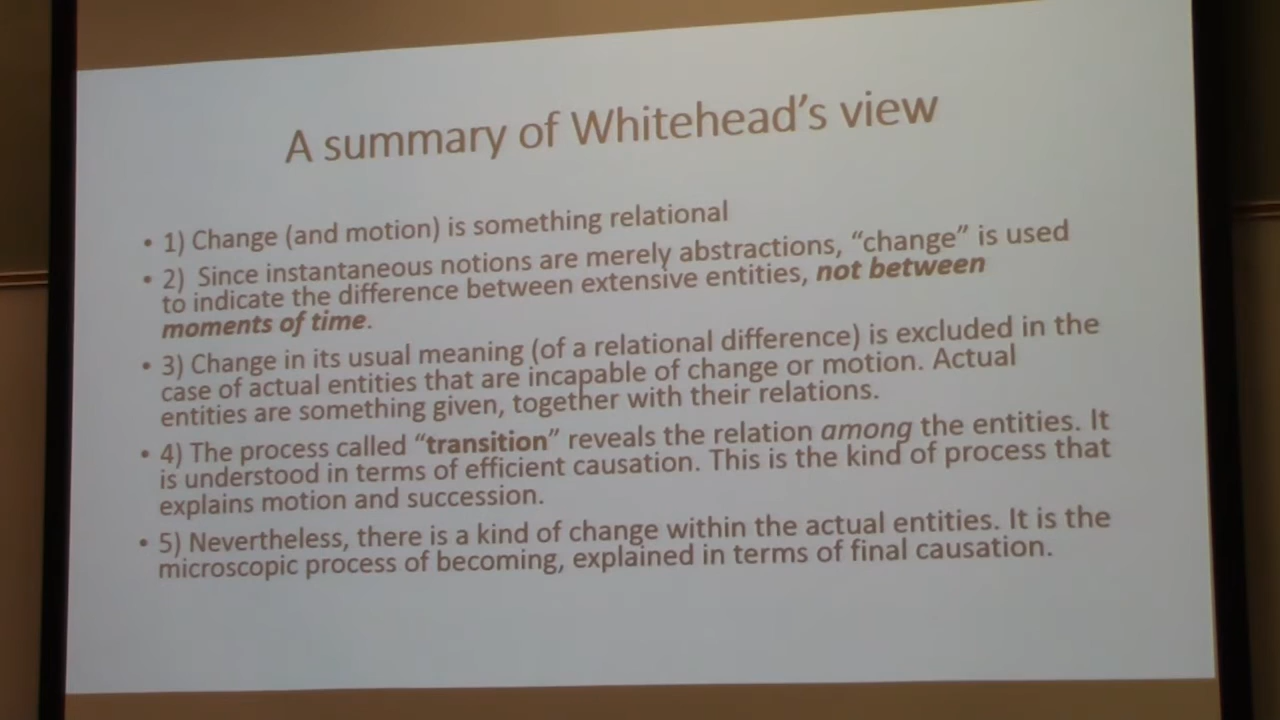 A summary of Whitehead's view
• 1) Change (and motion) is something relational
• 2) Since instantaneous notions are merely abstractions, "change" is used
to indicate the difference between extensive entities, not between
moments of time.
• 3) Change in its usual meaning (of a relational difference) is excluded in the
case of actual entities that are incapable of change or motion. Actual
entities are something given, together with their relations.
• 4) The process called "transition" reveals the relation among the entities. It
is understood in terms of efficient causation. This is the kind of process that
explains motion and succession.
• 5) Nevertheless, there is a kind of change within the actual entities. It is the
microscopic process of becoming, explained in terms of final causation.